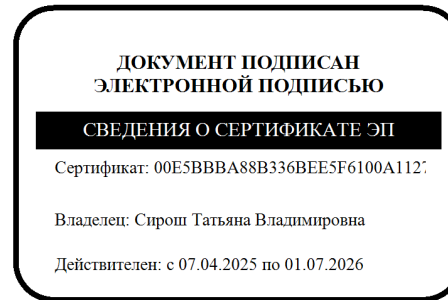 ДОКУМЕНТ ПОДПИСАН
ЭЛЕКТРОННОЙ ПОДПИСЬЮ
СВЕДЕНИЯ О СЕРТИФИКАТЕ ЭП
Сертификат: 00E5BBBA88B336BEE5F6100A1127
Владелец: Сирош Татьяна Владимировна
Действителен: с 07.04.2025 по 01.07.2026